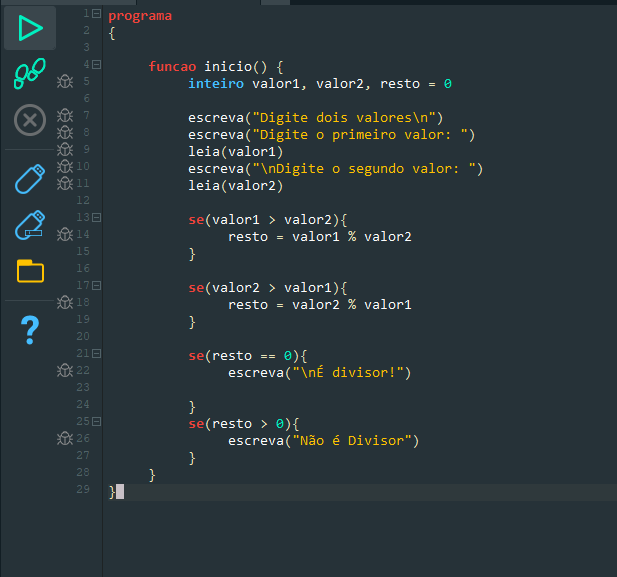 1 programa
2 {
3
4 funcao inicio() {
5 inteiro valor1, valor2, resto = 0
6
7 escreva("Digite dois valores\n")
8 escreva("Digite o primeiro valor: ")
9 leia(valor1)
10 escreva("\nDigite o segundo valor: ")
11 leia(valor2)
12
13 se(valor1 > valor2){
14 resto = valor1 % valor2
15 }
16
17 se(valor2 > valor1){
18 resto = valor2 % valor1
19 }
20
21 se(resto == 0){
22 escreva("\nÉ divisor!")
23
24 }
25 se(resto > 0){
26 escreva("Não é Divisor")
27 }
28 }
29 }